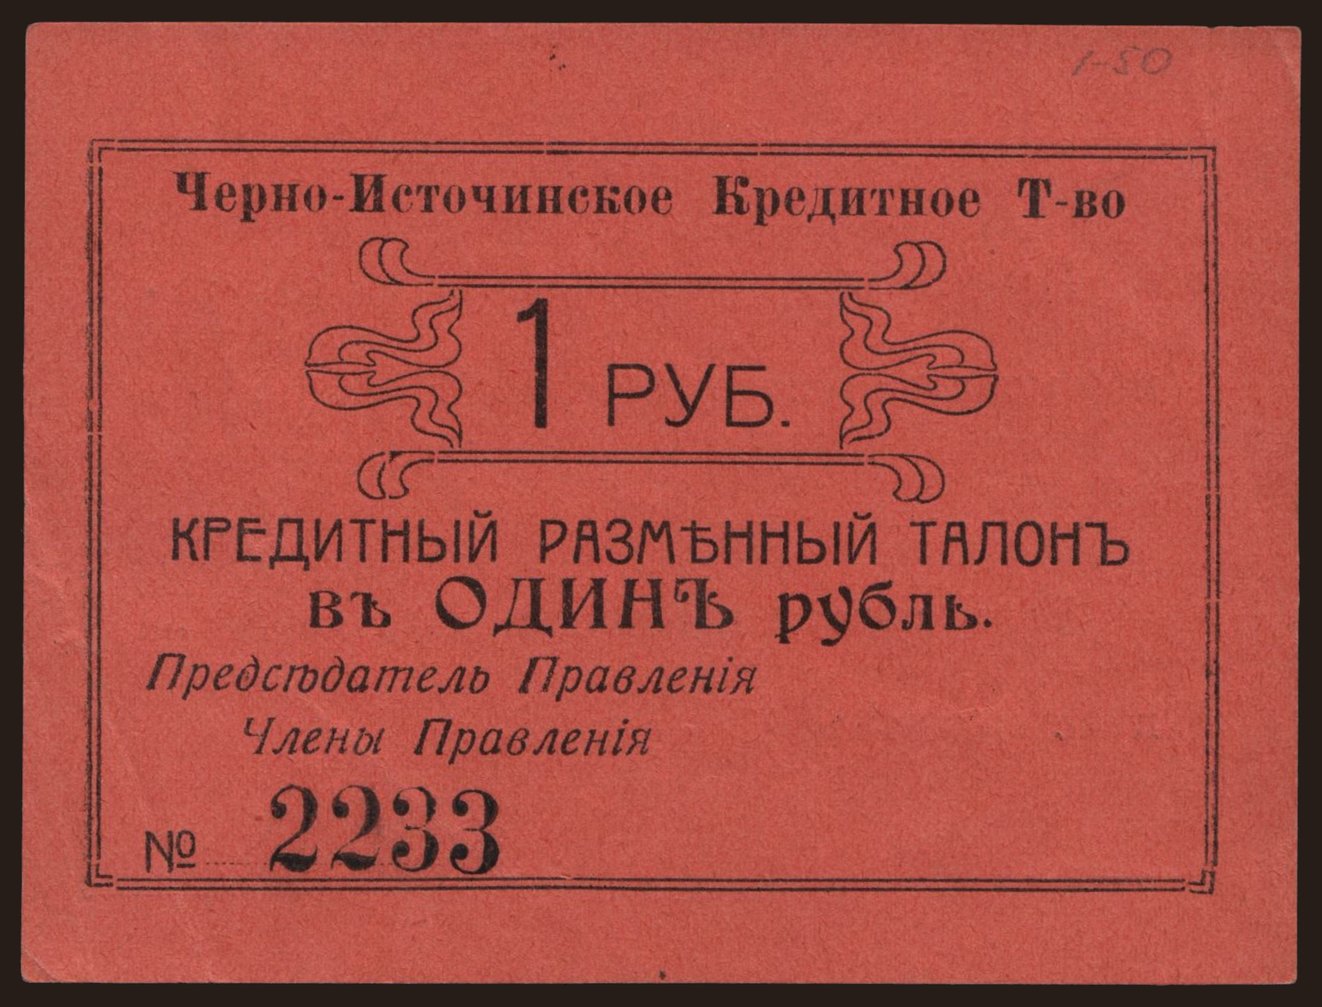 1-50
Черно-Источинское Кредитное Т-во
1 РУБ.
КРЕДИТНЫЙ РАЗМѢННЫЙ ТАЛОНЪ
въ ОДИНЪ рубль.
Предсѣдатель Правленія
Члены Правленія
№ 2233